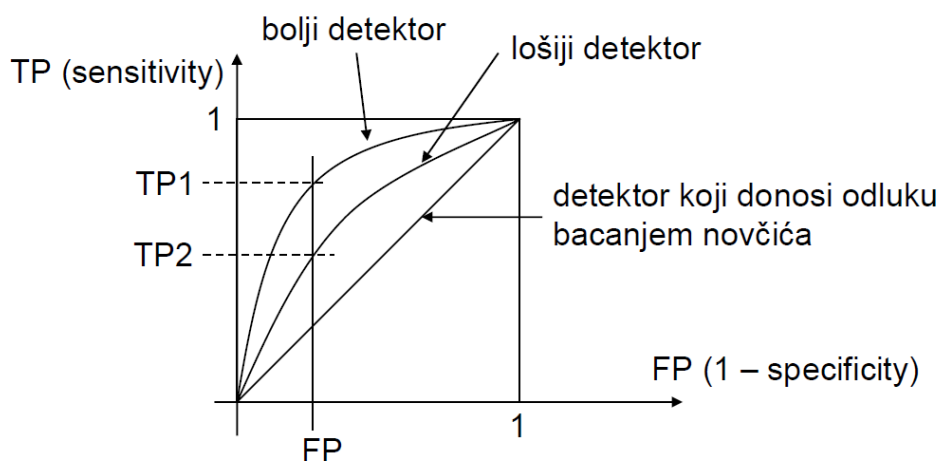 bolji detektor
lošiji detektor
TP (sensitivity)
1
TP1
TP2
detektor koji donosi odluku
bacanjem novčića
FP (1 – specificity)
FP
1